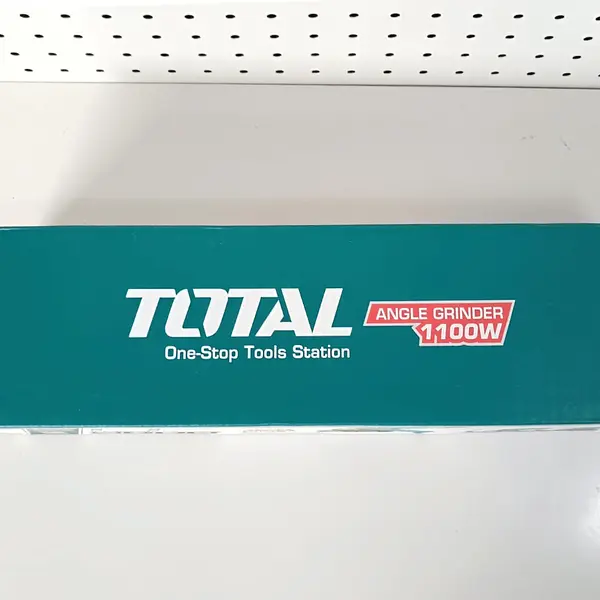 TOTAL
One-Stop Tools Station
ANGLE GRINDER
1100W